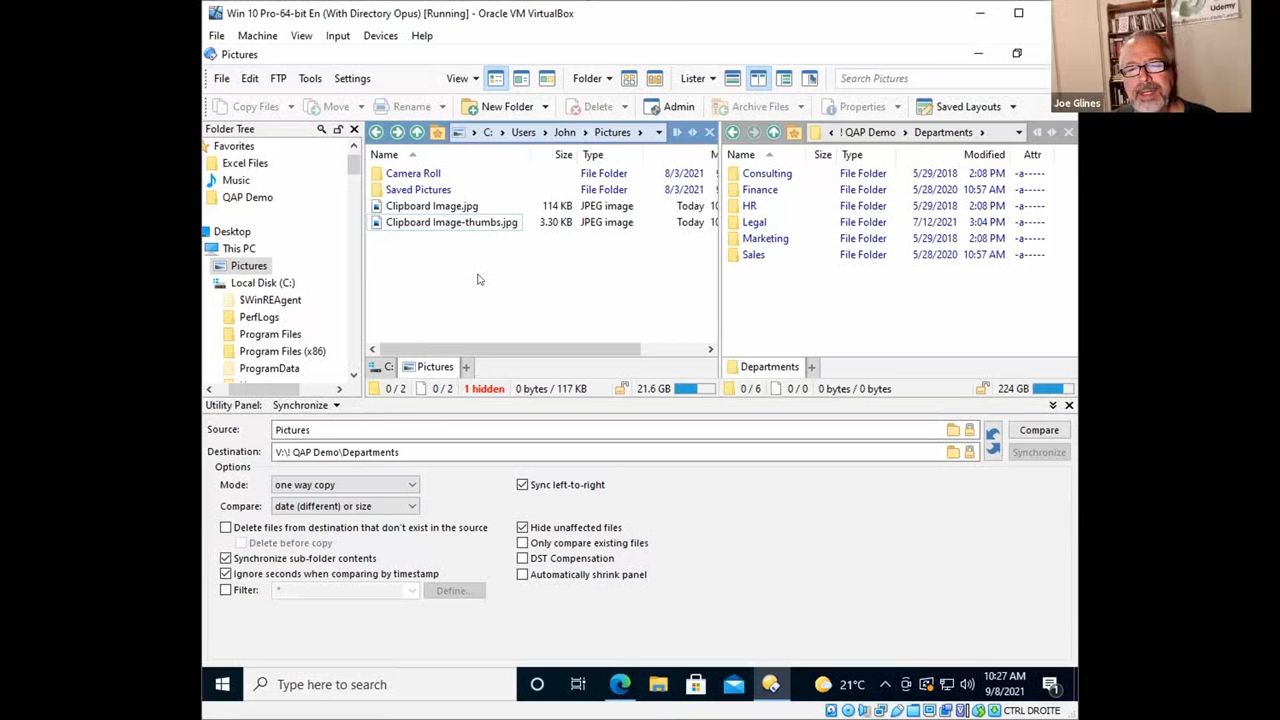 Win 10 Pro-64-bit En (With Directory Opus) [Running] - Oracle VM VirtualBox
File Machine View Input Devices Help
Pictures
File Edit FTP Tools Settings View Folder Lister Search Pictures
Copy Files Move Rename New Folder Delete Admin Archive Files Properties Saved Layouts
Udemy
Joe Glines
Folder Tree
Favorites
Excel Files
Music
QAP Demo
Desktop
This PC
Pictures
Local Disk (C:)
$WinREAgent
PerfLogs
Program Files
Program Files (x86)
ProgramData
C: Users John Pictures
Name Size Type M
Camera Roll File Folder 8/3/2021
Saved Pictures File Folder 8/3/2021
Clipboard Image.jpg 114 KB JPEG image Today
Clipboard Image-thumbs.jpg 3.30 KB JPEG image Today
C: Pictures +
0/2 0/2 1 hidden 0 bytes / 117 KB 21.6 GB
! QAP Demo Departments
Name Size Type Modified Attr
Consulting File Folder 5/29/2018 2:08 PM -a-----
Finance File Folder 5/28/2020 10:57 AM -a-----
HR File Folder 5/29/2018 2:08 PM -a-----
Legal File Folder 7/12/2021 3:04 PM -a-----
Marketing File Folder 5/29/2018 2:08 PM -a-----
Sales File Folder 5/28/2020 10:57 AM -a-----
Departments +
0/6 0/0 0 bytes / 0 bytes 224 GB
Utility Panel: Synchronize
Source: Pictures Compare
Destination: V:\! QAP Demo\Departments Synchronize
Options
Mode: one way copy Sync left-to-right
Compare: date (different) or size
Delete files from destination that don't exist in the source Hide unaffected files
Delete before copy Only compare existing files
Synchronize sub-folder contents DST Compensation
Ignore seconds when comparing by timestamp Automatically shrink panel
Filter: * Define...
Type here to search 21°C 10:27 AM
9/8/2021 1
CTRL DROITE